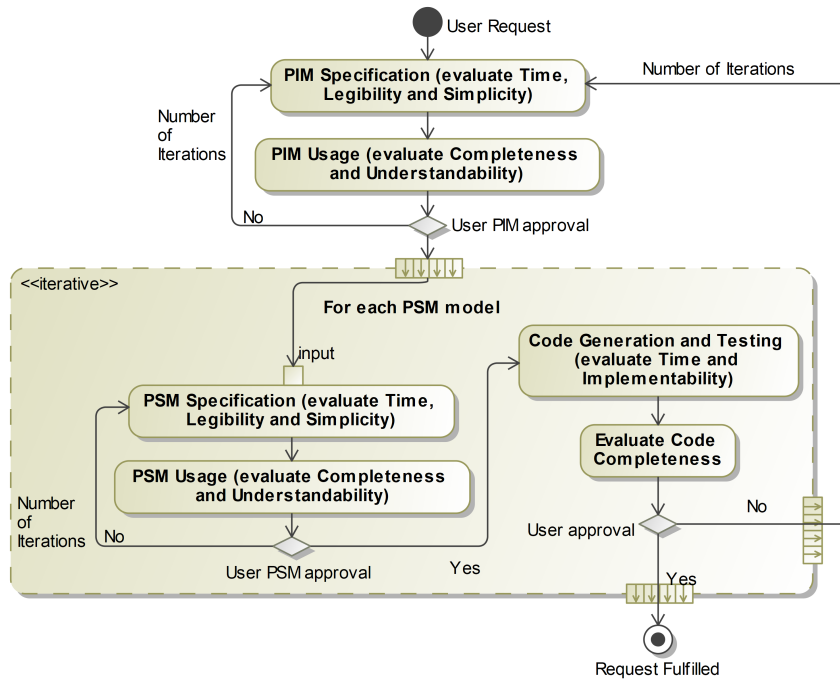 User Request
PIM Specification (evaluate Time,
Legibility and Simplicity)
Number of Iterations
Number
of
Iterations
PIM Usage (evaluate Completeness
and Understandability)
No
User PIM approval
<<iterative>>
For each PSM model
input
Code Generation and Testing
(evaluate Time and
Implementability)
PSM Specification (evaluate Time,
Legibility and Simplicity)
Evaluate Code
Completeness
PSM Usage (evaluate Completeness
and Understandability)
Number
of
Iterations
No
User PSM approval
Yes
User approval
No
Yes
Request Fulfilled